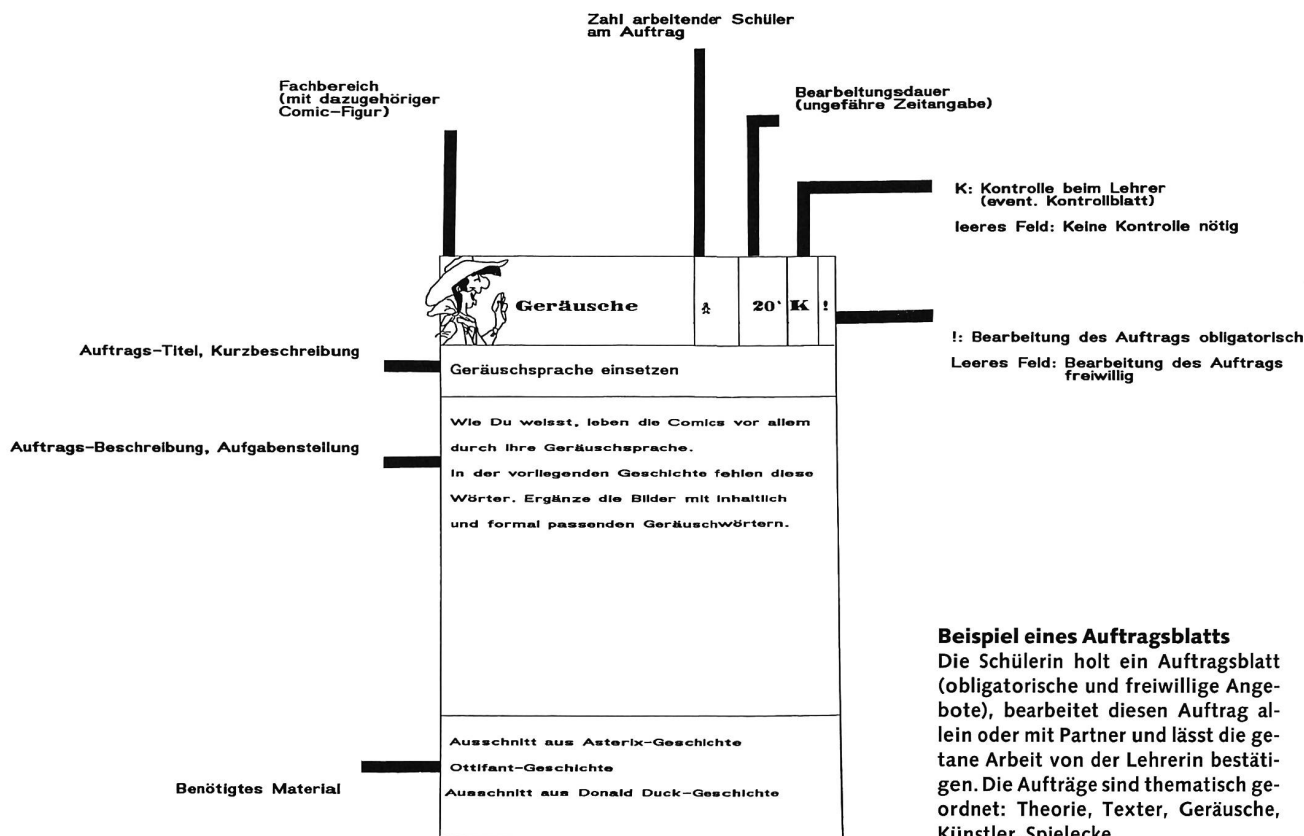 Zahl arbeitender Schüler
am Auftrag
Fachbereich
(mit dazugehöriger
Comic-Figur)
Bearbeitungsdauer
(ungefähre Zeitangabe)
K: Kontrolle beim Lehrer
(event. Kontrollblatt)
leeres Feld: Keine Kontrolle nötig
Geräusche 20' K !
!: Bearbeitung des Auftrags obligatorisch
Leeres Feld: Bearbeitung des Auftrags
freiwillig
Auftrags-Titel, Kurzbeschreibung
Geräuschsprache einsetzen
Auftrags-Beschreibung, Aufgabenstellung
Wie Du weisst, leben die Comics vor allem
durch ihre Geräuschsprache.
In der vorliegenden Geschichte fehlen diese
Wörter. Ergänze die Bilder mit inhaltlich
und formal passenden Geräuschwörtern.
Benötigtes Material
Ausschnitt aus Asterix-Geschichte
Ottifant-Geschichte
Ausschnitt aus Donald Duck-Geschichte
Beispiel eines Auftragsblatts
Die Schülerin holt ein Auftragsblatt
(obligatorische und freiwillige Ange-
bote), bearbeitet diesen Auftrag al-
lein oder mit Partner und lässt die ge-
tane Arbeit von der Lehrerin bestäti-
gen. Die Aufträge sind thematisch ge-
ordnet: Theorie, Texter, Geräusche,
Künstler, Spielecke